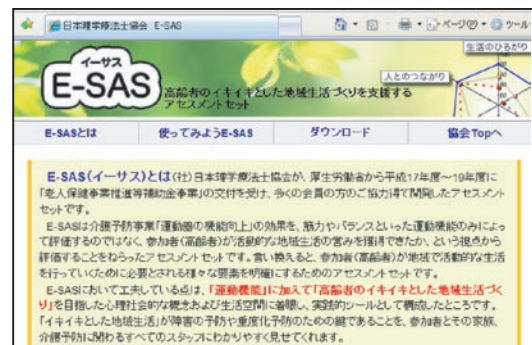 日本理学療法士協会 E-SAS
ページ(P)
ツール
イーサス
E-SAS
高齢者のイキイキとした地域生活づくりを支援する
アセスメントセット
生活のひろがり
人とのつながり
E-SASとは 使ってみようE-SAS ダウンロード 協会Topへ
E-SAS(イーサス)とは(社)日本理学療法士協会が、厚生労働省から平成17年度～19年度に
「老人保健事業推進等補助金事業」の交付を受け、多くの会員の方のご協力得て開発したアセスメント
セットです。
E-SASは介護予防事業「運動器の機能向上」の効果を、筋力やバランスといった運動機能のみによっ
て評価するのではなく、参加者(高齢者)が活動的な地域生活の営みを獲得できたか、という視点から
評価することをねらったアセスメントセットです。言い換えると、参加者(高齢者)が地域で活動的な生活
を行っていくために必要とされる様々な要素を明確にするためのアセスメントセットです。
E-SASにおいて工夫している点は、「運動機能」に加えて「高齢者のイキイキとした地域生活づく
り」を目指した心理社会的な概念および生活空間に着眼し、実践的ツールとして構成したところです。
「イキイキとした地域生活」が障害の予防や重度化予防のための鍵であることを、参加者とその家族、
介護予防に関わるすべてのスタッフにわかりやすく見せてくれます。